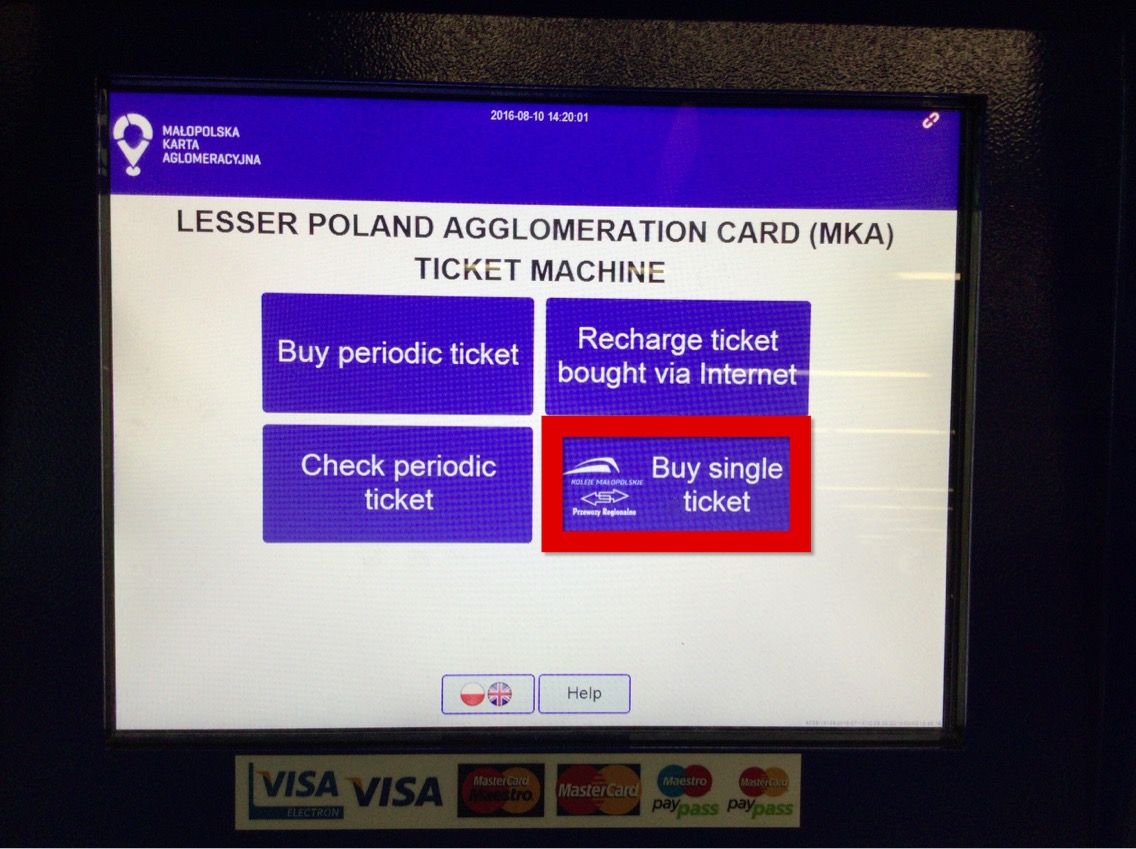 2016-08-10 14:20:01
MAŁOPOLSKA
KARTA
AGLOMERACYJNA
LESSER POLAND AGGLOMERATION CARD (MKA)
TICKET MACHINE
Buy periodic ticket
Recharge ticket
bought via Internet
Check periodic
ticket
KOLEJE MAŁOPOLSKIE
Przewozy Regionalne
Buy single
ticket
Help
VISA
ELECTRON
VISA
MasterCard
Maestro
MasterCard
Maestro
paypass
MasterCard
paypass